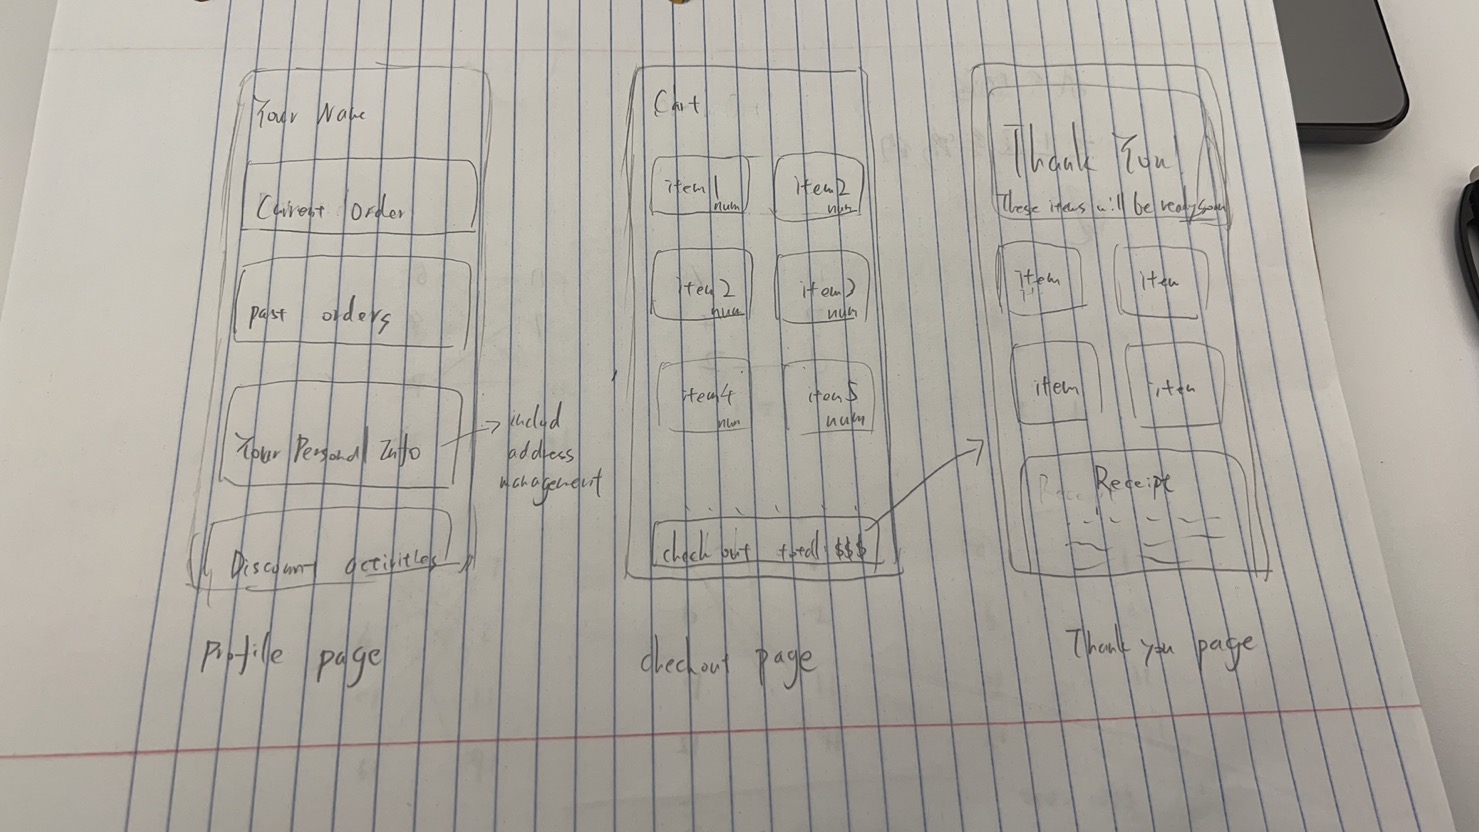 Your Name
Current Order
past orders
Your Personal Info
includ
address
management
Discount activities
Profile page
Cart
item1
num
item2
num
item2
num
item3
num
item4
num
item5
num
check out total $$$
checkout page
Thank You!
These items will be ready soon
item
item
item
item
Receipt
Thank you page